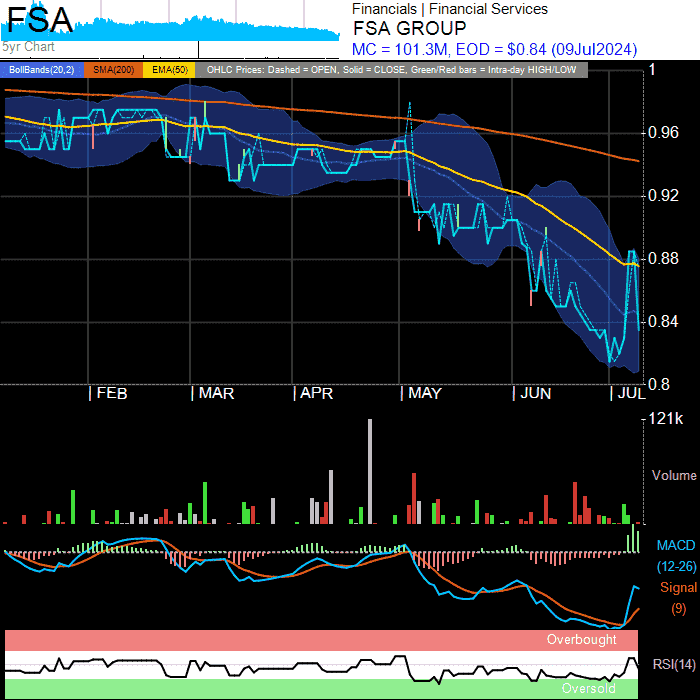 FSA
5yr Chart
Financials | Financial Services
FSA GROUP
MC = 101.3M, EOD = $0.84 (09Jul2024)
BollBands(20,2) SMA(200) EMA(50) OHLC Prices: Dashed = OPEN, Solid = CLOSE, Green/Red bars = Intra-day HIGH/LOW
1
0.96
0.92
0.88
0.84
0.8
FEB MAR APR MAY JUN JUL
121k
Volume
MACD
(12-26)
Signal
(9)
Overbought
RSI(14)
Oversold